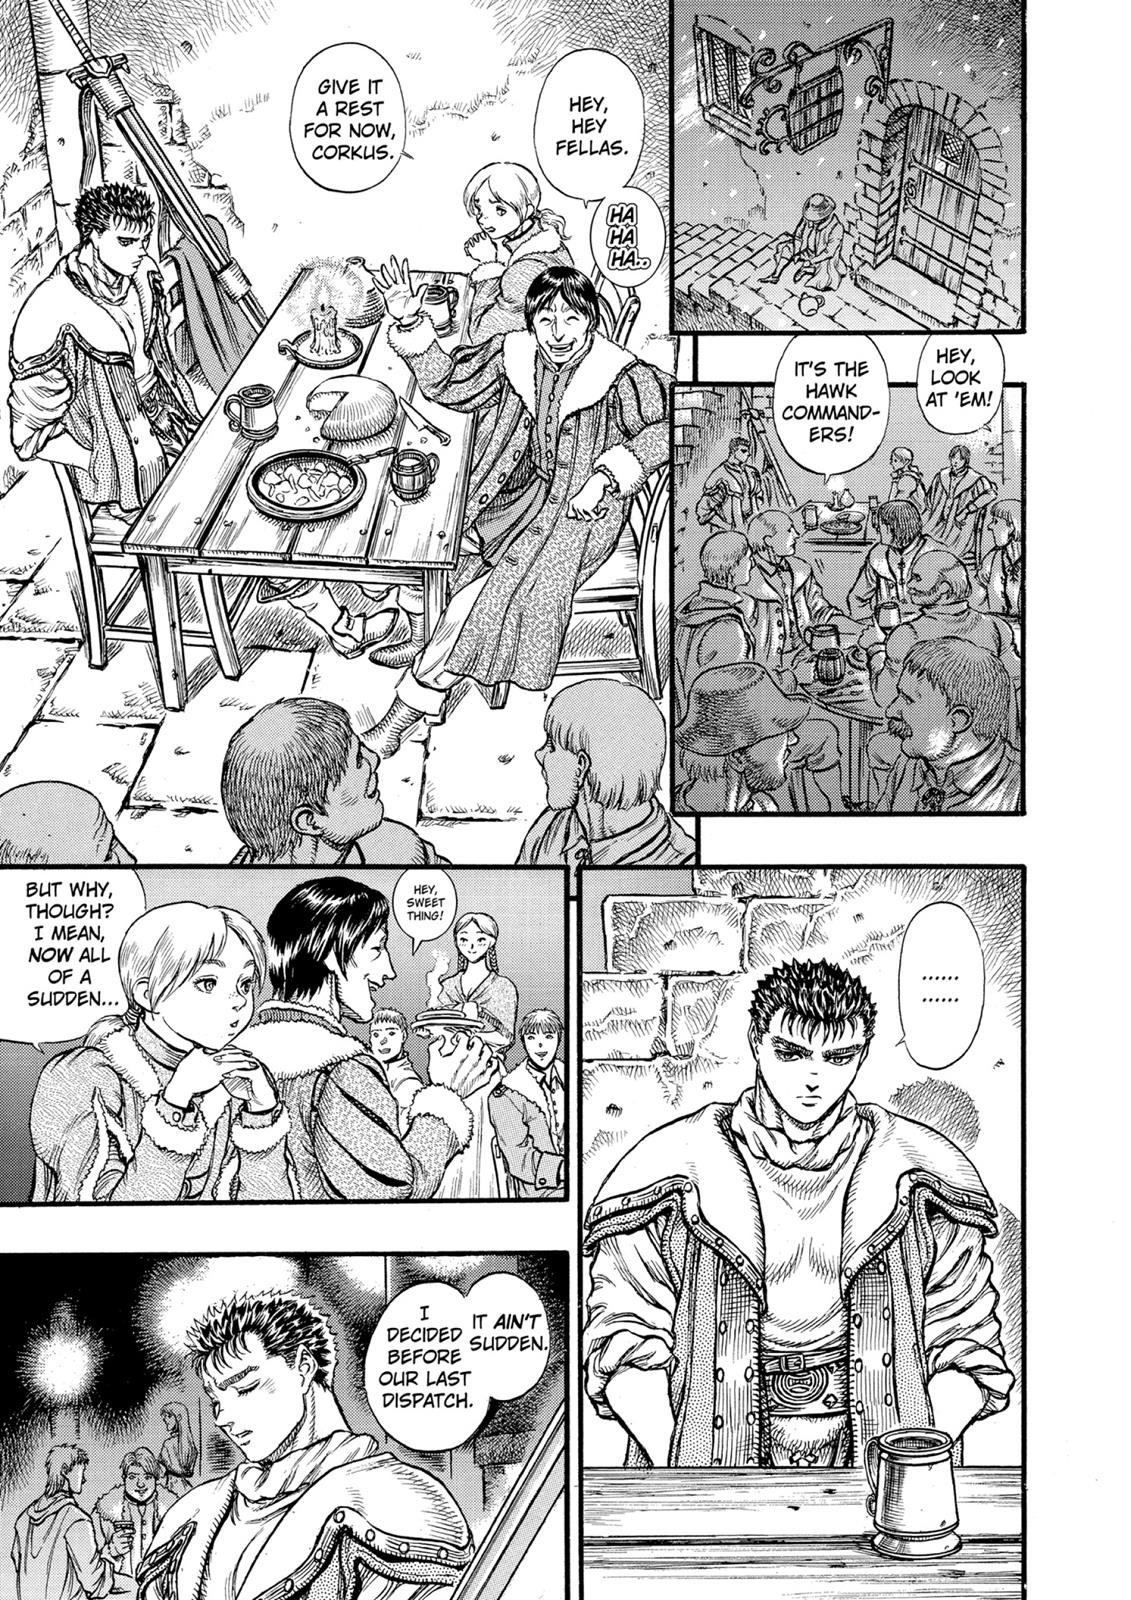 HEY,
LOOK
AT 'EM!
IT'S THE
HAWK
COMMAND-
ERS!
HEY,
HEY
FELLAS.
HA
HA
HA..
GIVE IT
A REST
FOR NOW,
CORKUS.
......
......
HEY,
SWEET
THING!
BUT WHY,
THOUGH?
I MEAN,
NOW ALL
OF A
SUDDEN...
IT AIN'T
SUDDEN.
I
DECIDED
BEFORE
OUR LAST
DISPATCH.